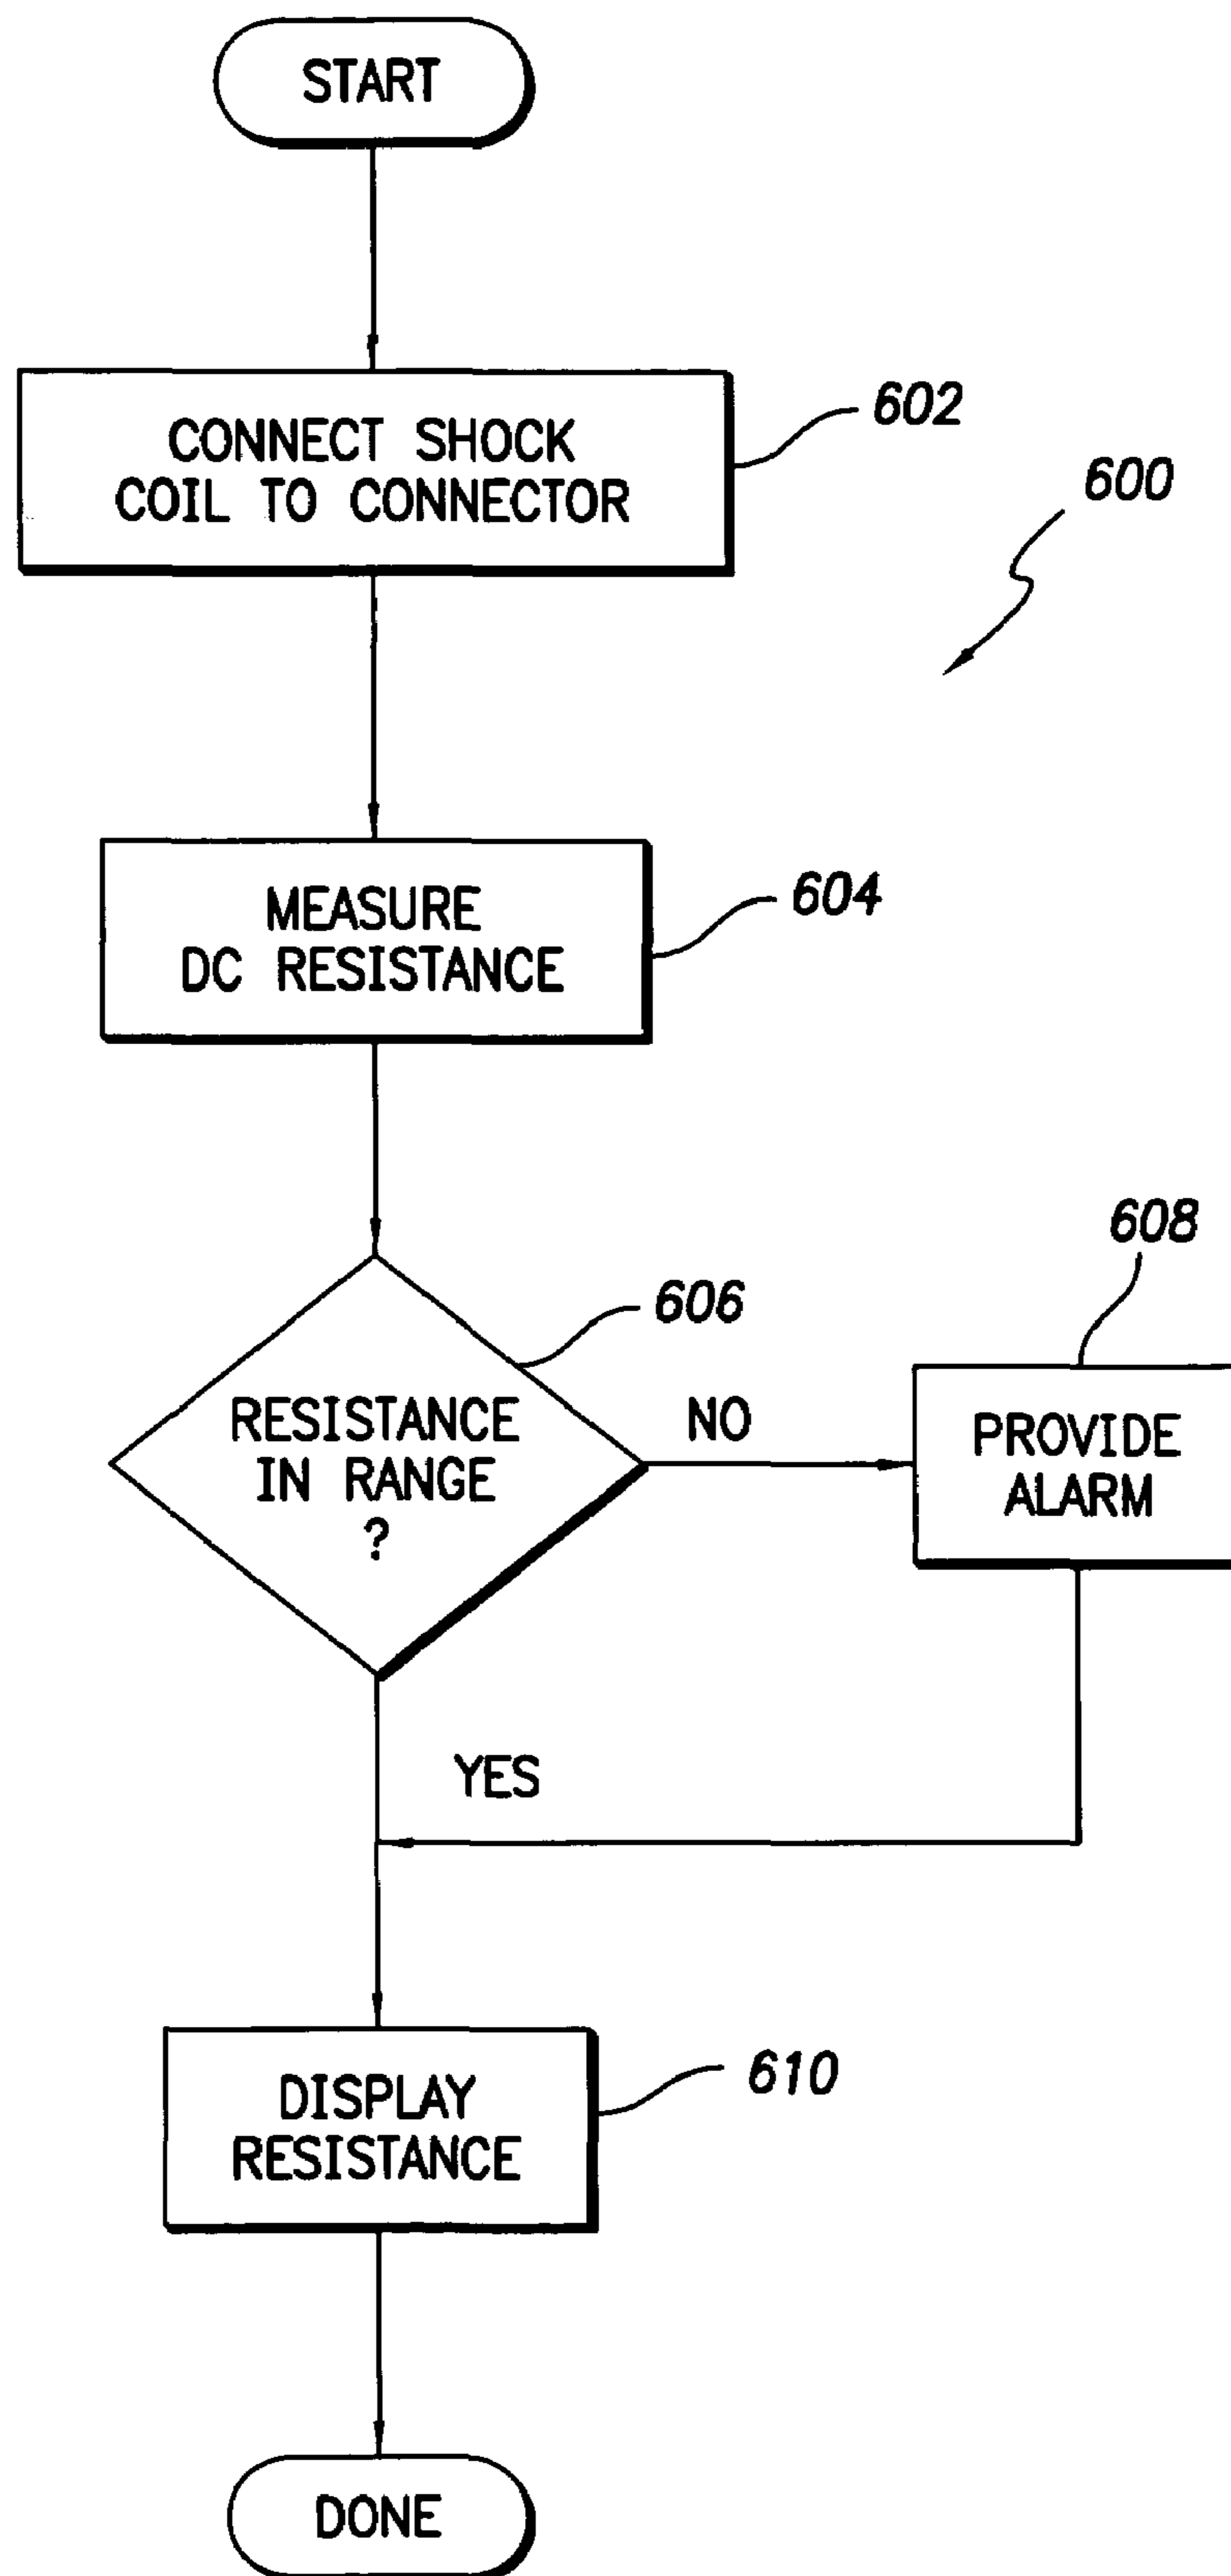 START
CONNECT SHOCK
COIL TO CONNECTOR
602
600
MEASURE
DC RESISTANCE
604
606
608
RESISTANCE
IN RANGE
?
NO
PROVIDE
ALARM
YES
DISPLAY
RESISTANCE
610
DONE